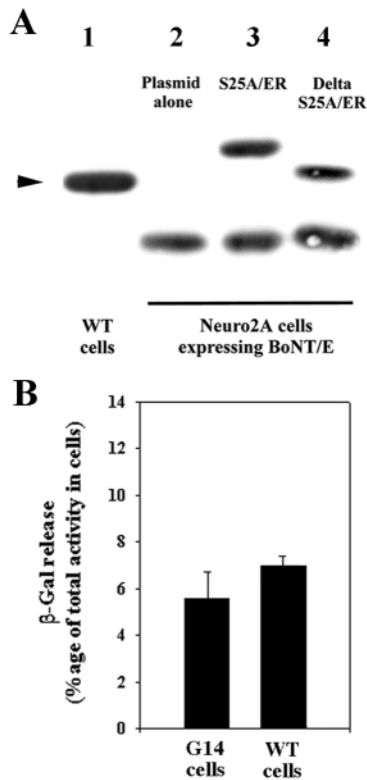 A
1 2 3 4
Plasmid alone
S25A/ER
Delta S25A/ER
WT cells
Neuro2A cells
expressing BoNT/E
B
β-Gal release
(% age of total activity in cells)
14
12
10
8
6
4
2
0
G14 cells
WT cells